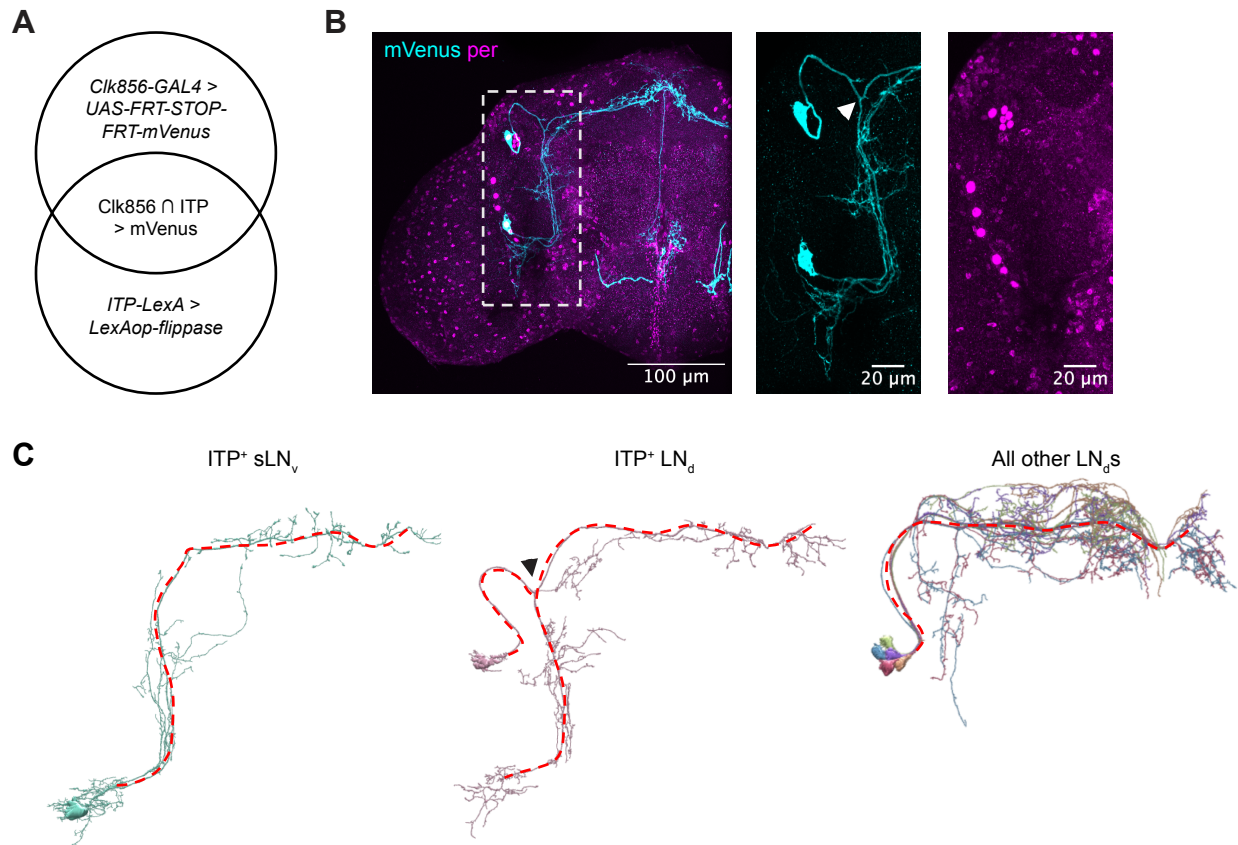 A
Clk856-GAL4 >
UAS-FRT-STOP-
FRT-mVenus
Clk856 ∩ ITP
> mVenus
ITP-LexA >
LexAop-flippase
B
mVenus per
100 µm
20 µm
20 µm
C
ITP⁺ sLNᵥ
ITP⁺ LN_d
All other LN_ds